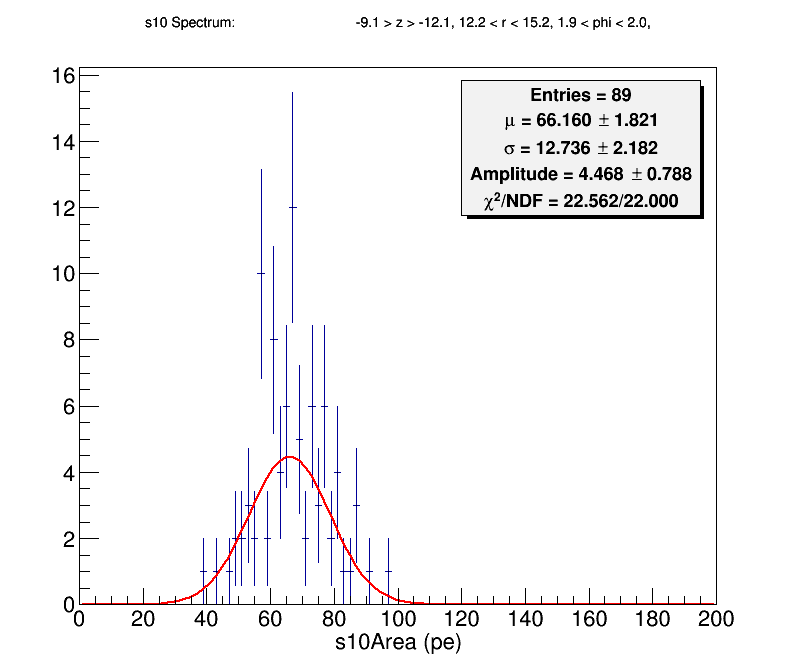 s10 Spectrum: -9.1 > z > -12.1, 12.2 < r < 15.2, 1.9 < phi < 2.0,
Entries = 89
μ = 66.160 ± 1.821
σ = 12.736 ± 2.182
Amplitude = 4.468 ± 0.788
χ²/NDF = 22.562/22.000
16
14
12
10
8
6
4
2
0
0 20 40 60 80 100 120 140 160 180 200
s10Area (pe)